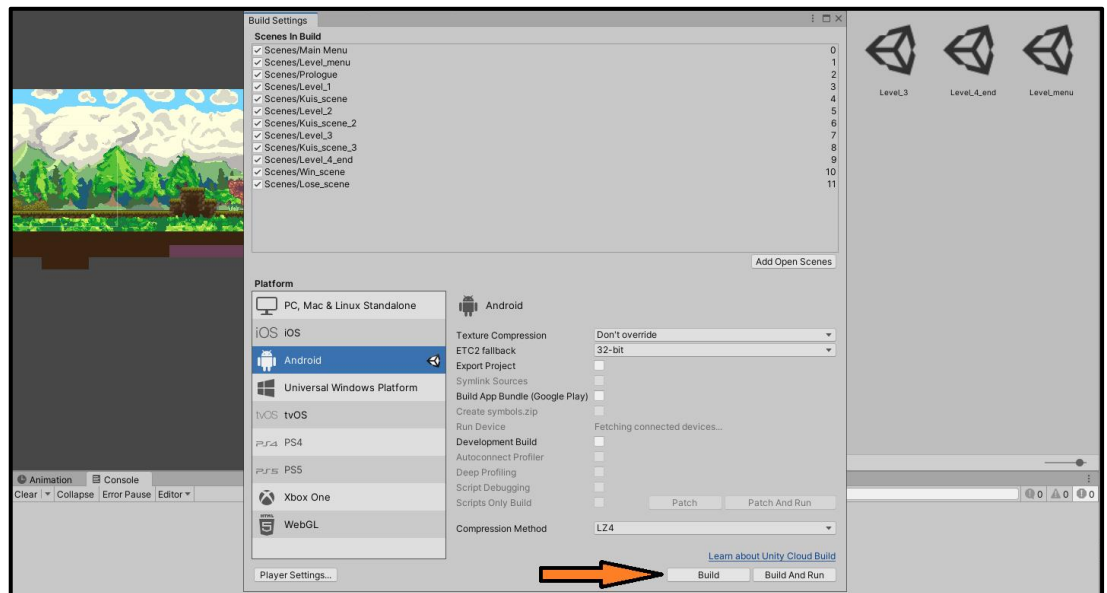 Build Settings
Scenes In Build
Scenes/Main Menu 0
Scenes/Level_menu 1
Scenes/Prologue 2
Scenes/Level_1 3
Scenes/Kuis_scene 4
Scenes/Level_2 5
Scenes/Kuis_scene_2 6
Scenes/Level_3 7
Scenes/Kuis_scene_3 8
Scenes/Level_4_end 9
Scenes/Win_scene 10
Scenes/Lose_scene 11
Level_3 Level_4_end Level_menu
Add Open Scenes
Platform
PC, Mac & Linux Standalone
iOS iOS
Android
Universal Windows Platform
tvOS tvOS
PS4 PS4
PS5 PS5
Xbox One
HTML 5 WebGL
Android
Texture Compression Don't override
ETC2 fallback 32-bit
Export Project
Symlink Sources
Build App Bundle (Google Play)
Create symbols.zip
Run Device Fetching connected devices...
Development Build
Autoconnect Profiler
Deep Profiling
Script Debugging
Scripts Only Build Patch Patch And Run
Compression Method LZ4
Learn about Unity Cloud Build
Player Settings... Build Build And Run
Animation Console
Clear Collapse Error Pause Editor
0 0 0